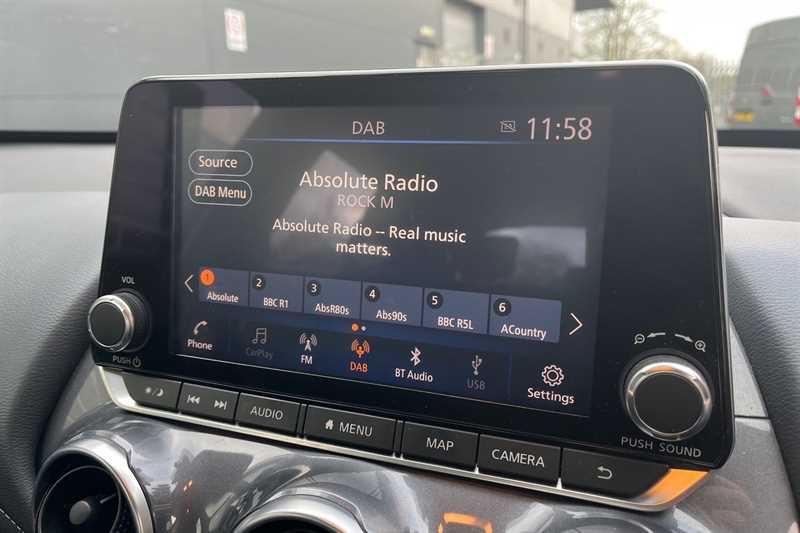 DAB
11:58
Source
DAB Menu
Absolute Radio
ROCK M
Absolute Radio -- Real music
matters.
1 Absolute
2 BBC R1
3 AbsR80s
4 Abs90s
5 BBC R5L
6 ACountry
Phone
CarPlay
FM
DAB
BT Audio
USB
Settings
VOL
PUSH
PUSH SOUND
AUDIO
MENU
MAP
CAMERA